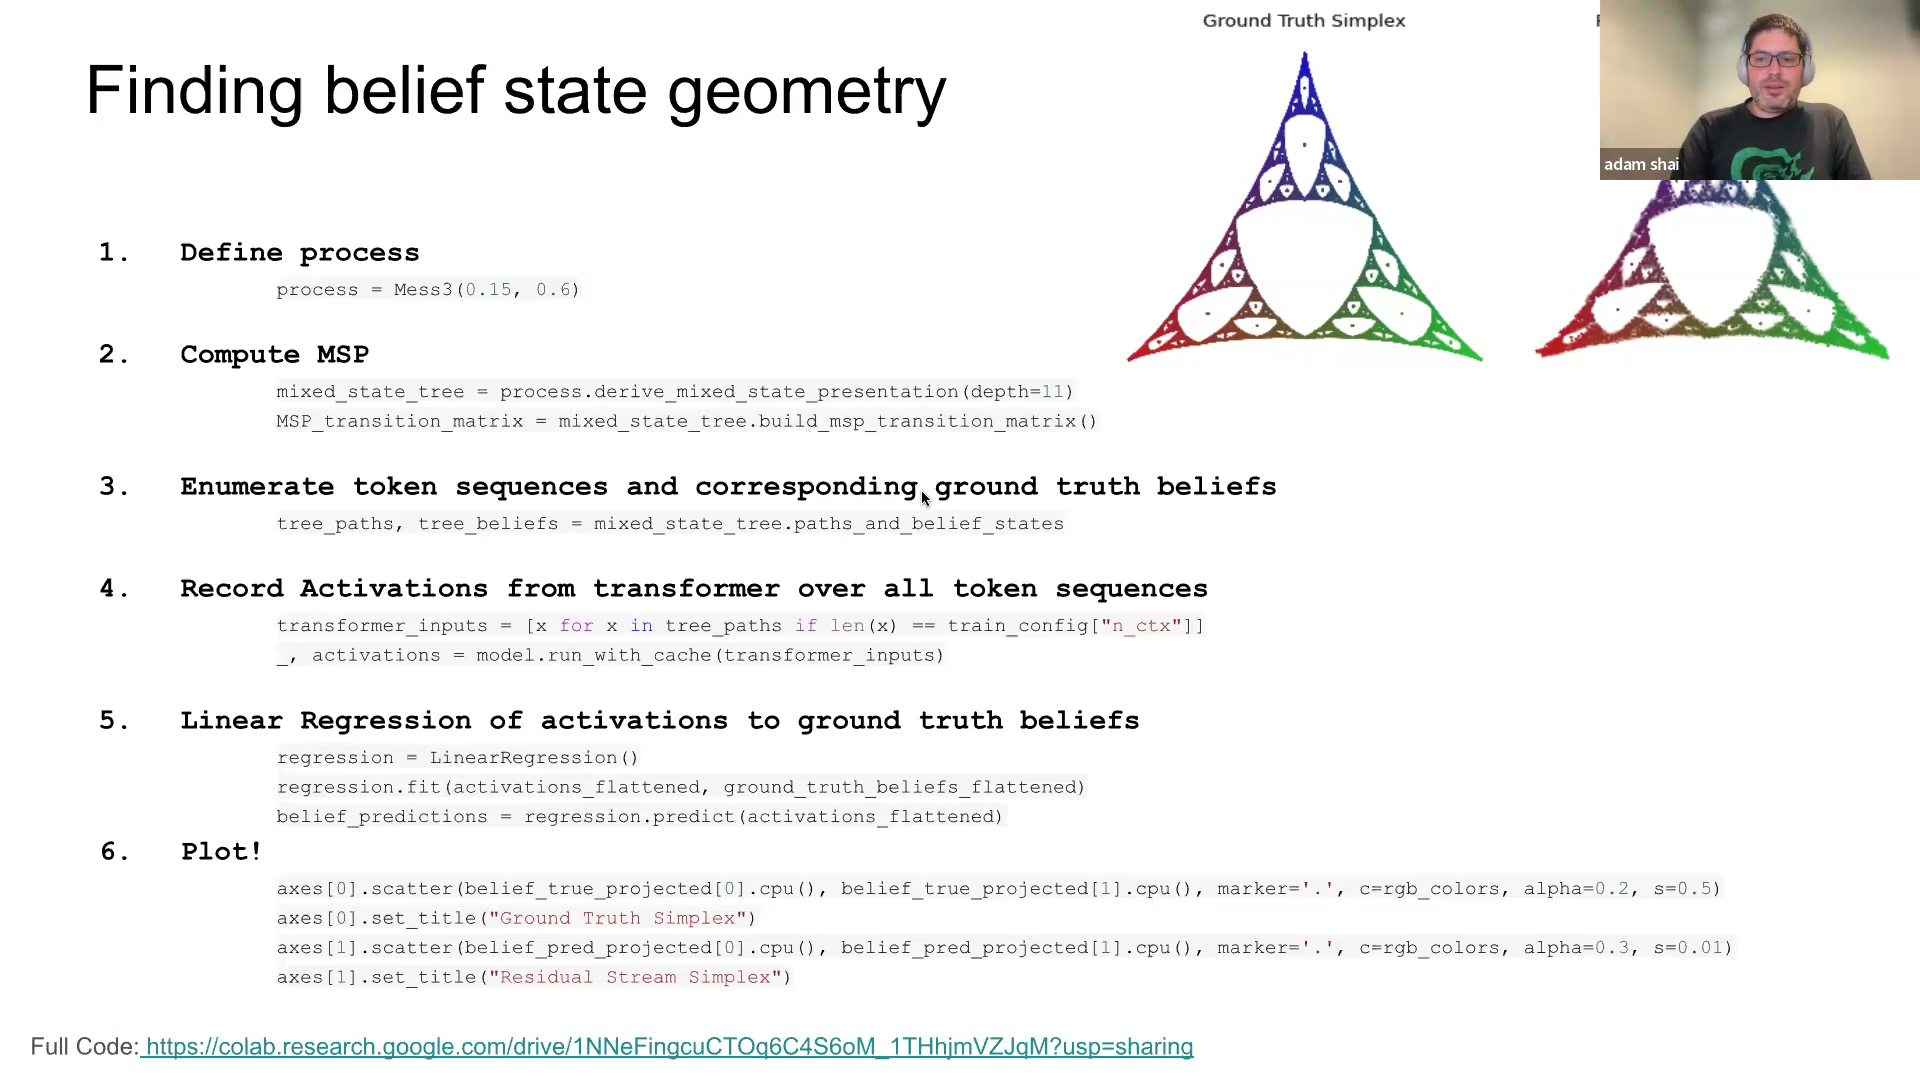 Finding belief state geometry
Ground Truth Simplex
adam shai
1. Define process
process = Mess3(0.15, 0.6)
2. Compute MSP
mixed_state_tree = process.derive_mixed_state_presentation(depth=11)
MSP_transition_matrix = mixed_state_tree.build_msp_transition_matrix()
3. Enumerate token sequences and corresponding ground truth beliefs
tree_paths, tree_beliefs = mixed_state_tree.paths_and_belief_states
4. Record Activations from transformer over all token sequences
transformer_inputs = [x for x in tree_paths if len(x) == train_config["n_ctx"]]
_, activations = model.run_with_cache(transformer_inputs)
5. Linear Regression of activations to ground truth beliefs
regression = LinearRegression()
regression.fit(activations_flattened, ground_truth_beliefs_flattened)
belief_predictions = regression.predict(activations_flattened)
6. Plot!
axes[0].scatter(belief_true_projected[0].cpu(), belief_true_projected[1].cpu(), marker='.', c=rgb_colors, alpha=0.2, s=0.5)
axes[0].set_title("Ground Truth Simplex")
axes[1].scatter(belief_pred_projected[0].cpu(), belief_pred_projected[1].cpu(), marker='.', c=rgb_colors, alpha=0.3, s=0.01)
axes[1].set_title("Residual Stream Simplex")
Full Code: https://colab.research.google.com/drive/1NNeFingcuCTOq6C4S6oM_1THhjmVZJqM?usp=sharing